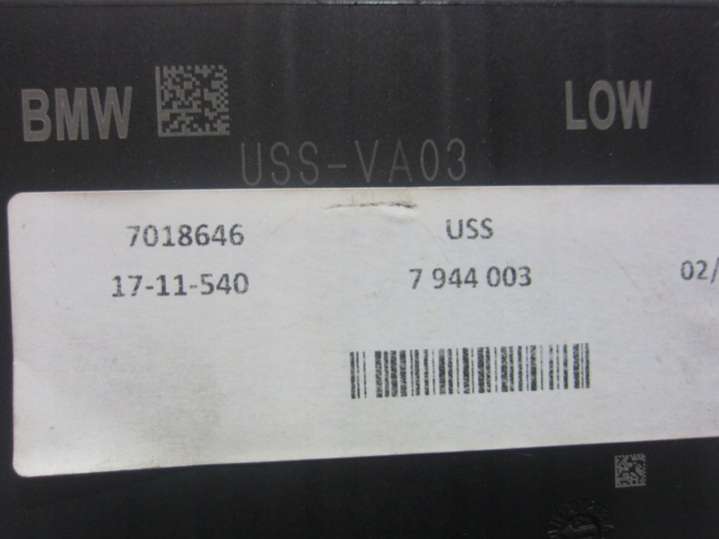 BMW LOW
USS-VA03
7018646 USS
17-11-540 7 944 003 02/